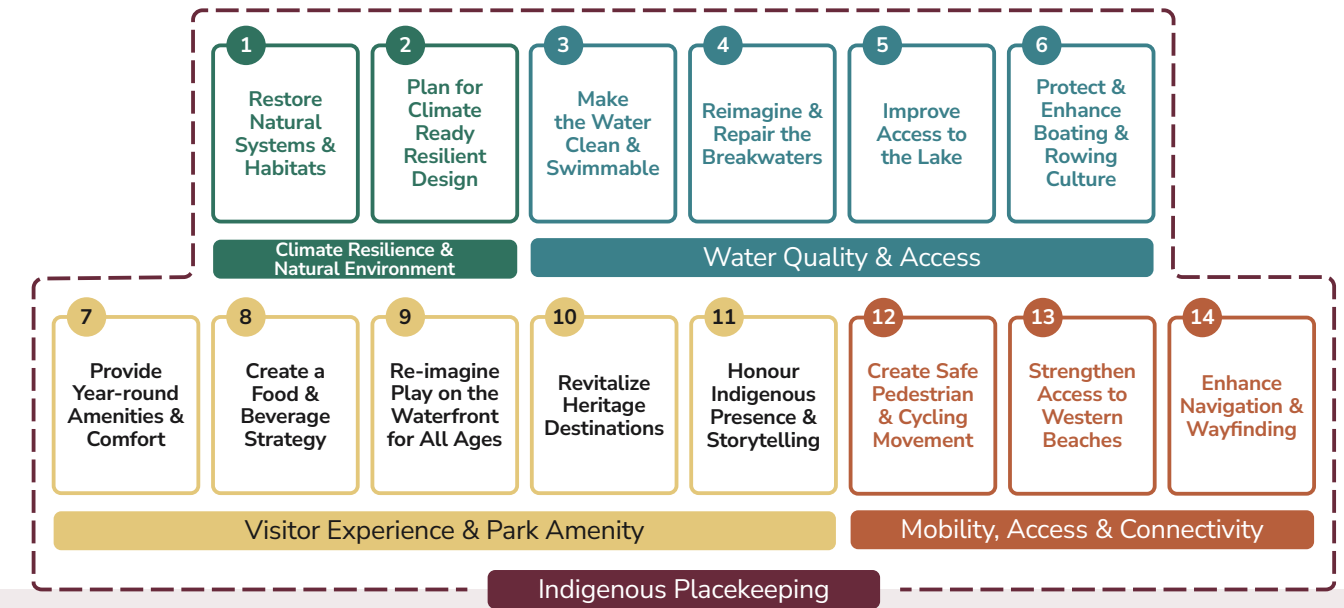 1
Restore
Natural
Systems &
Habitats
2
Plan for
Climate
Ready
Resilient
Design
3
Make
the Water
Clean &
Swimmable
4
Reimagine &
Repair the
Breakwaters
5
Improve
Access to
the Lake
6
Protect &
Enhance
Boating &
Rowing
Culture
Climate Resilience &
Natural Environment
Water Quality & Access
7
Provide
Year-round
Amenities &
Comfort
8
Create a
Food &
Beverage
Strategy
9
Re-imagine
Play on the
Waterfront
for All Ages
10
Revitalize
Heritage
Destinations
11
Honour
Indigenous
Presence &
Storytelling
12
Create Safe
Pedestrian
& Cycling
Movement
13
Strengthen
Access to
Western
Beaches
14
Enhance
Navigation &
Wayfinding
Visitor Experience & Park Amenity
Mobility, Access & Connectivity
Indigenous Placekeeping